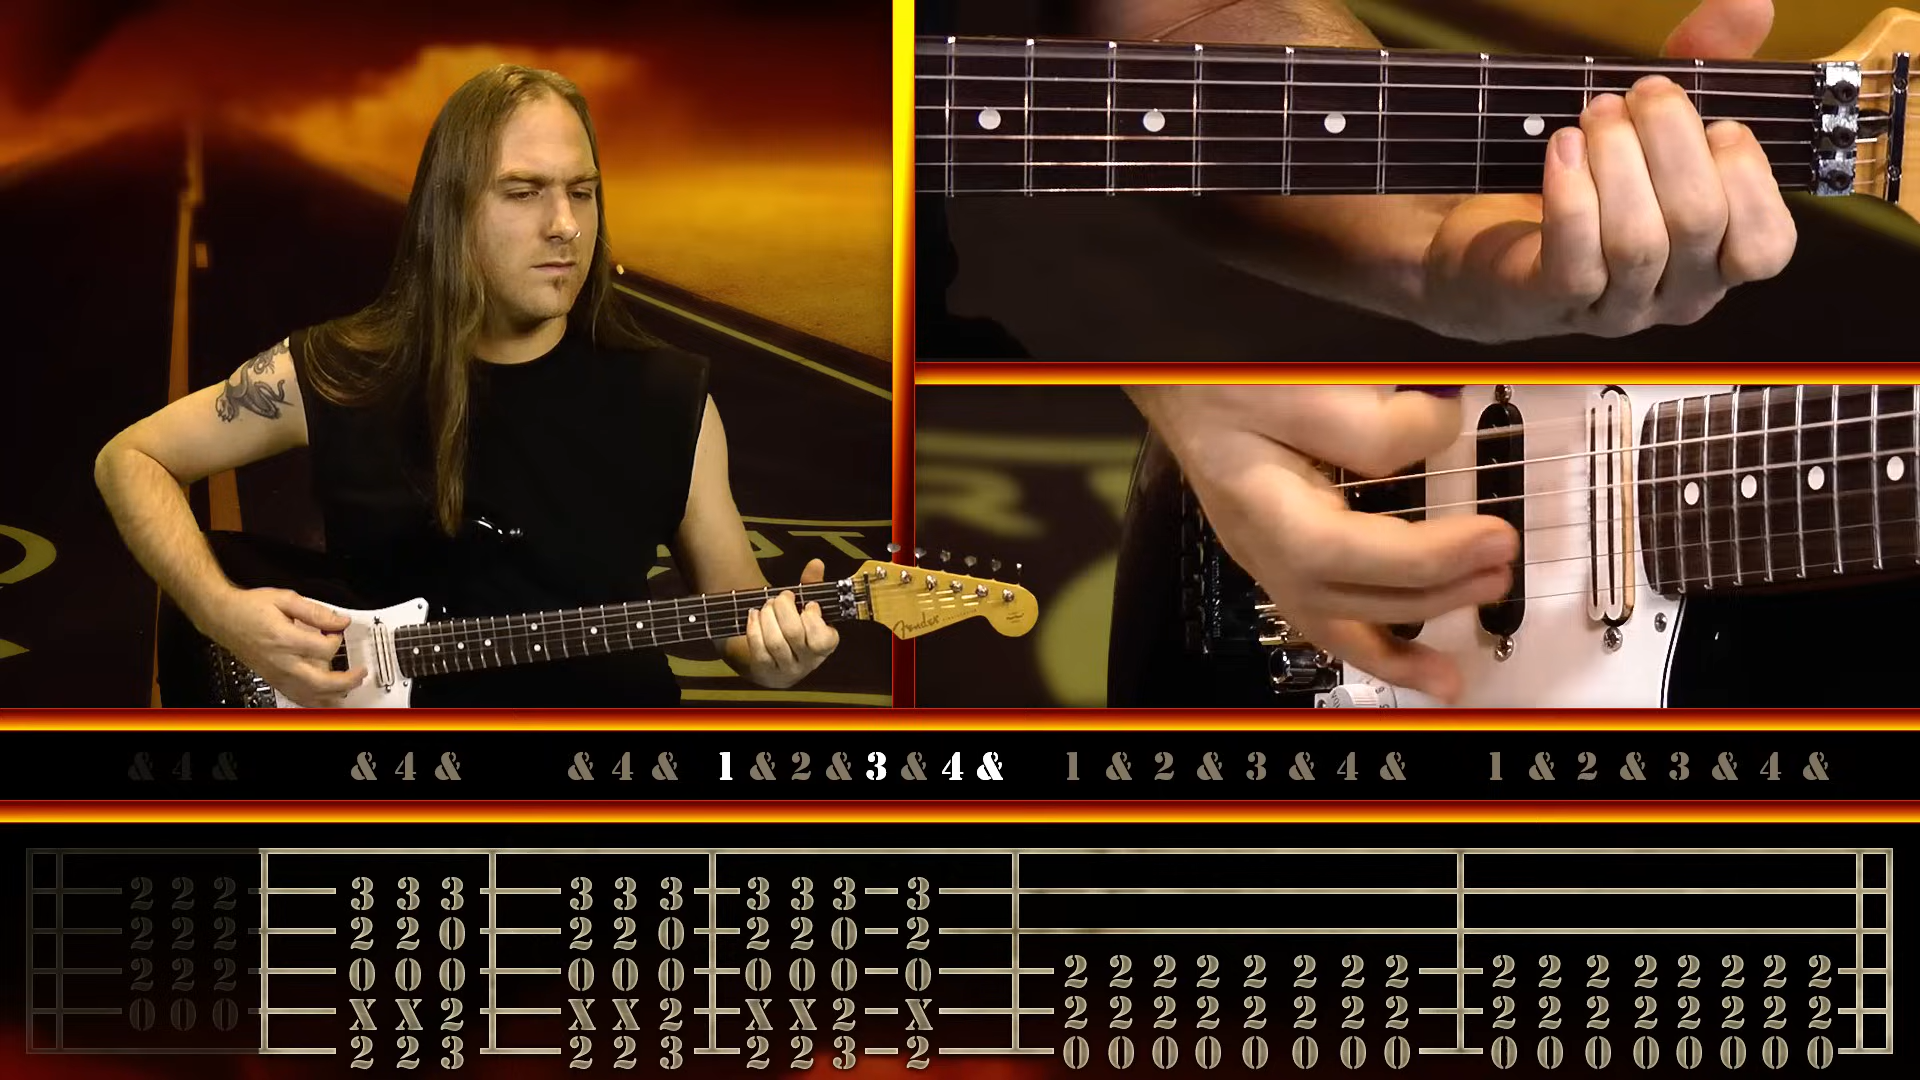 Fender
& 4 & & 4 & & 4 & 1 & 2 & 3 & 4 & 1 & 2 & 3 & 4 & 1 & 2 & 3 & 4 &
2 2 2 3 3 3 3 3 3 3 3 3 3
2 2 2 2 2 0 2 2 0 2 2 0 2
2 2 2 0 0 0 0 0 0 0 0 0 0 2 2 2 2 2 2 2 2 2 2 2 2 2 2 2 2
0 0 0 X X 2 X X 2 X X 2 X 2 2 2 2 2 2 2 2 2 2 2 2 2 2 2 2
2 2 3 2 2 3 2 2 3 2 0 0 0 0 0 0 0 0 0 0 0 0 0 0 0 0